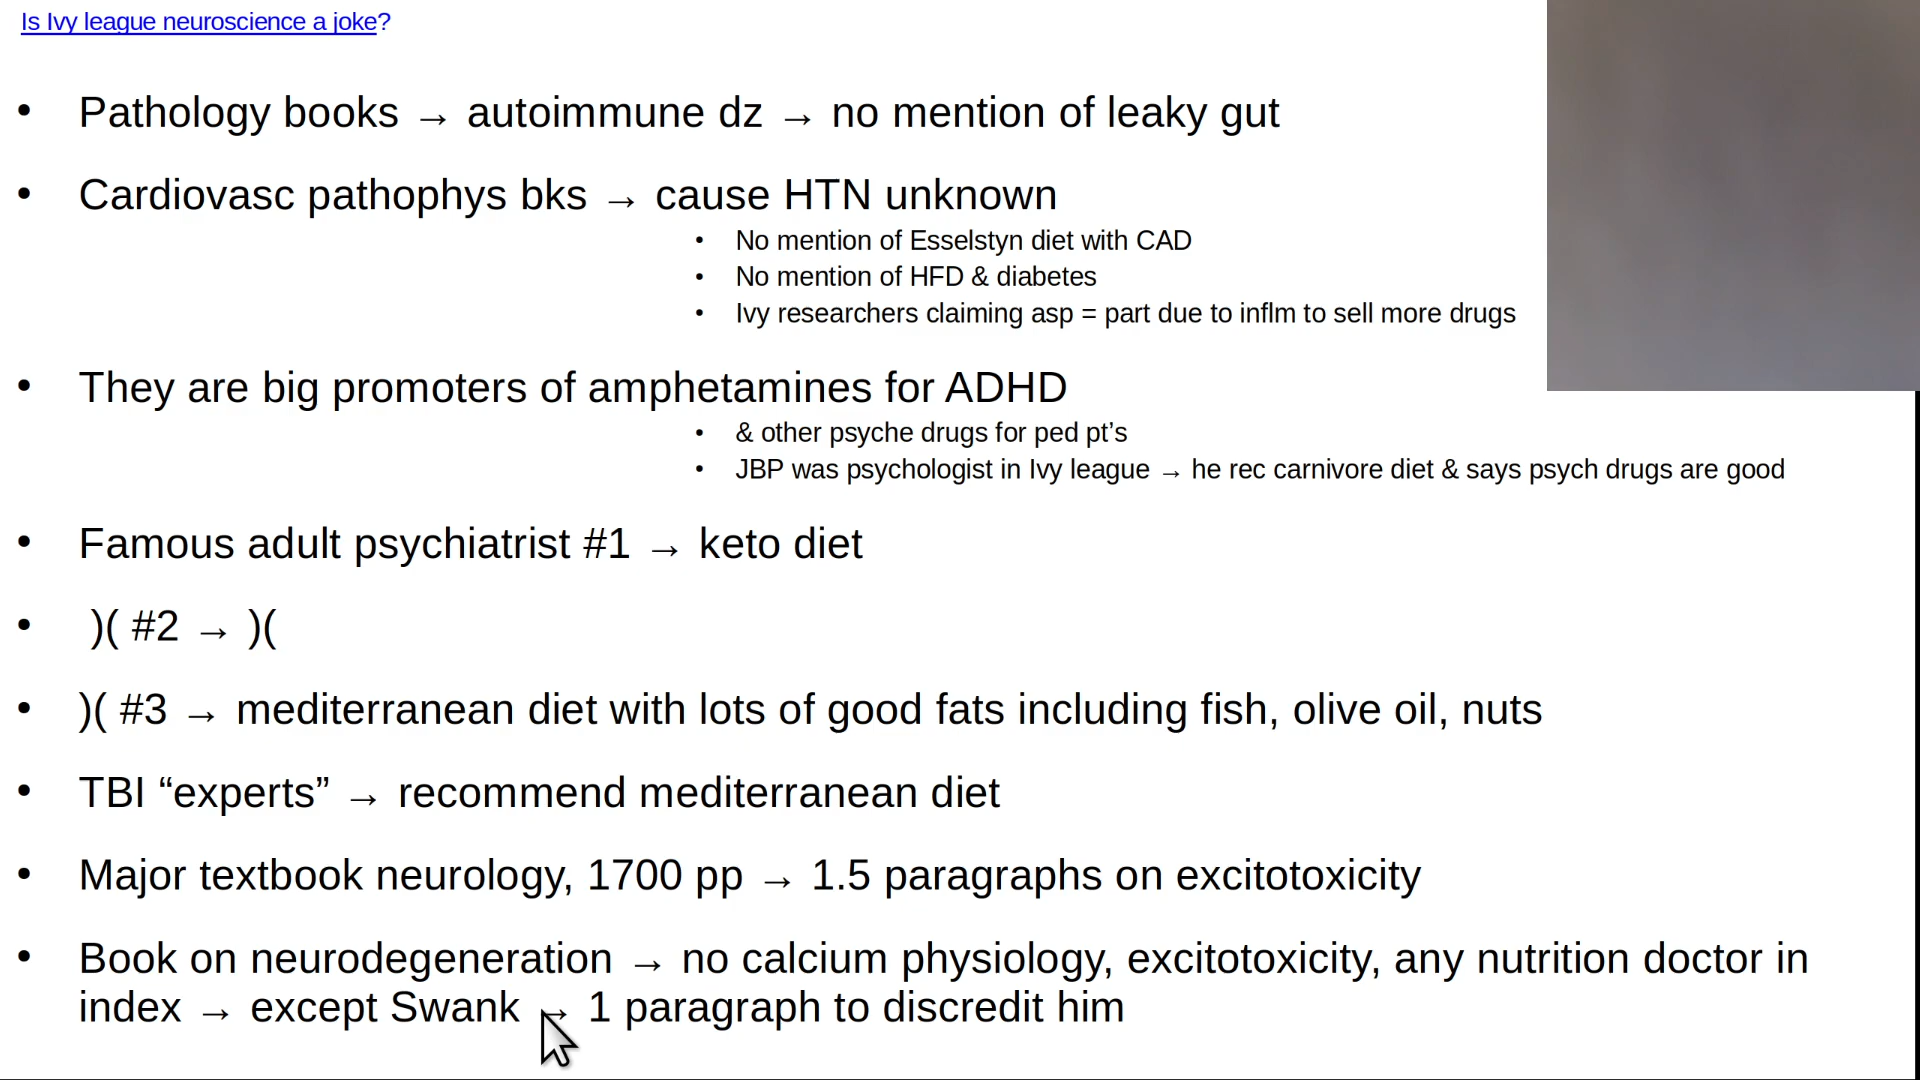 Is Ivy league neuroscience a joke?
• Pathology books → autoimmune dz → no mention of leaky gut
• Cardiovasc pathophys bks → cause HTN unknown
• No mention of Esselstyn diet with CAD
• No mention of HFD & diabetes
• Ivy researchers claiming asp = part due to inflm to sell more drugs
• They are big promoters of amphetamines for ADHD
• & other psyche drugs for ped pt’s
• JBP was psychologist in Ivy league → he rec carnivore diet & says psych drugs are good
• Famous adult psychiatrist #1 → keto diet
• )( #2 → )(
• )( #3 → mediterranean diet with lots of good fats including fish, olive oil, nuts
• TBI “experts” → recommend mediterranean diet
• Major textbook neurology, 1700 pp → 1.5 paragraphs on excitotoxicity
• Book on neurodegeneration → no calcium physiology, excitotoxicity, any nutrition doctor in
index → except Swank → 1 paragraph to discredit him